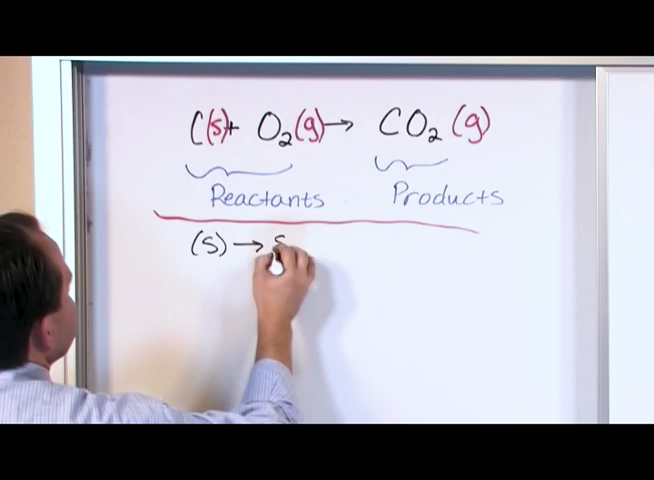 C(s) + O₂(g) → CO₂(g)
Reactants Products
(s) → s